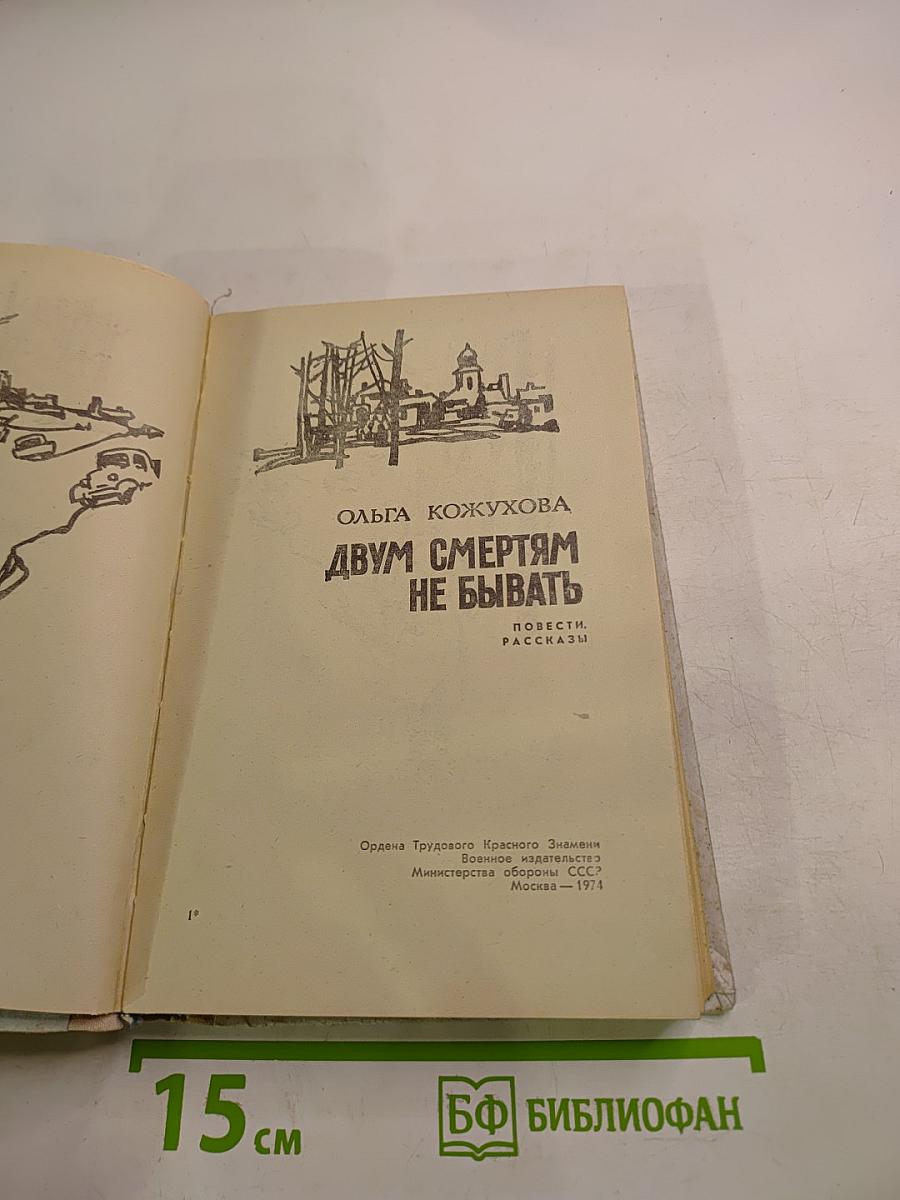 ОЛЬГА КОЖУХОВА
ДВУМ СМЕРТЯМ
НЕ БЫВАТЬ
ПОВЕСТИ.
РАССКАЗЫ
Ордена Трудового Красного Знамени
Военное издательство
Министерства обороны СССР
Москва — 1974
1*
15 см
БФ БИБЛИОФАН